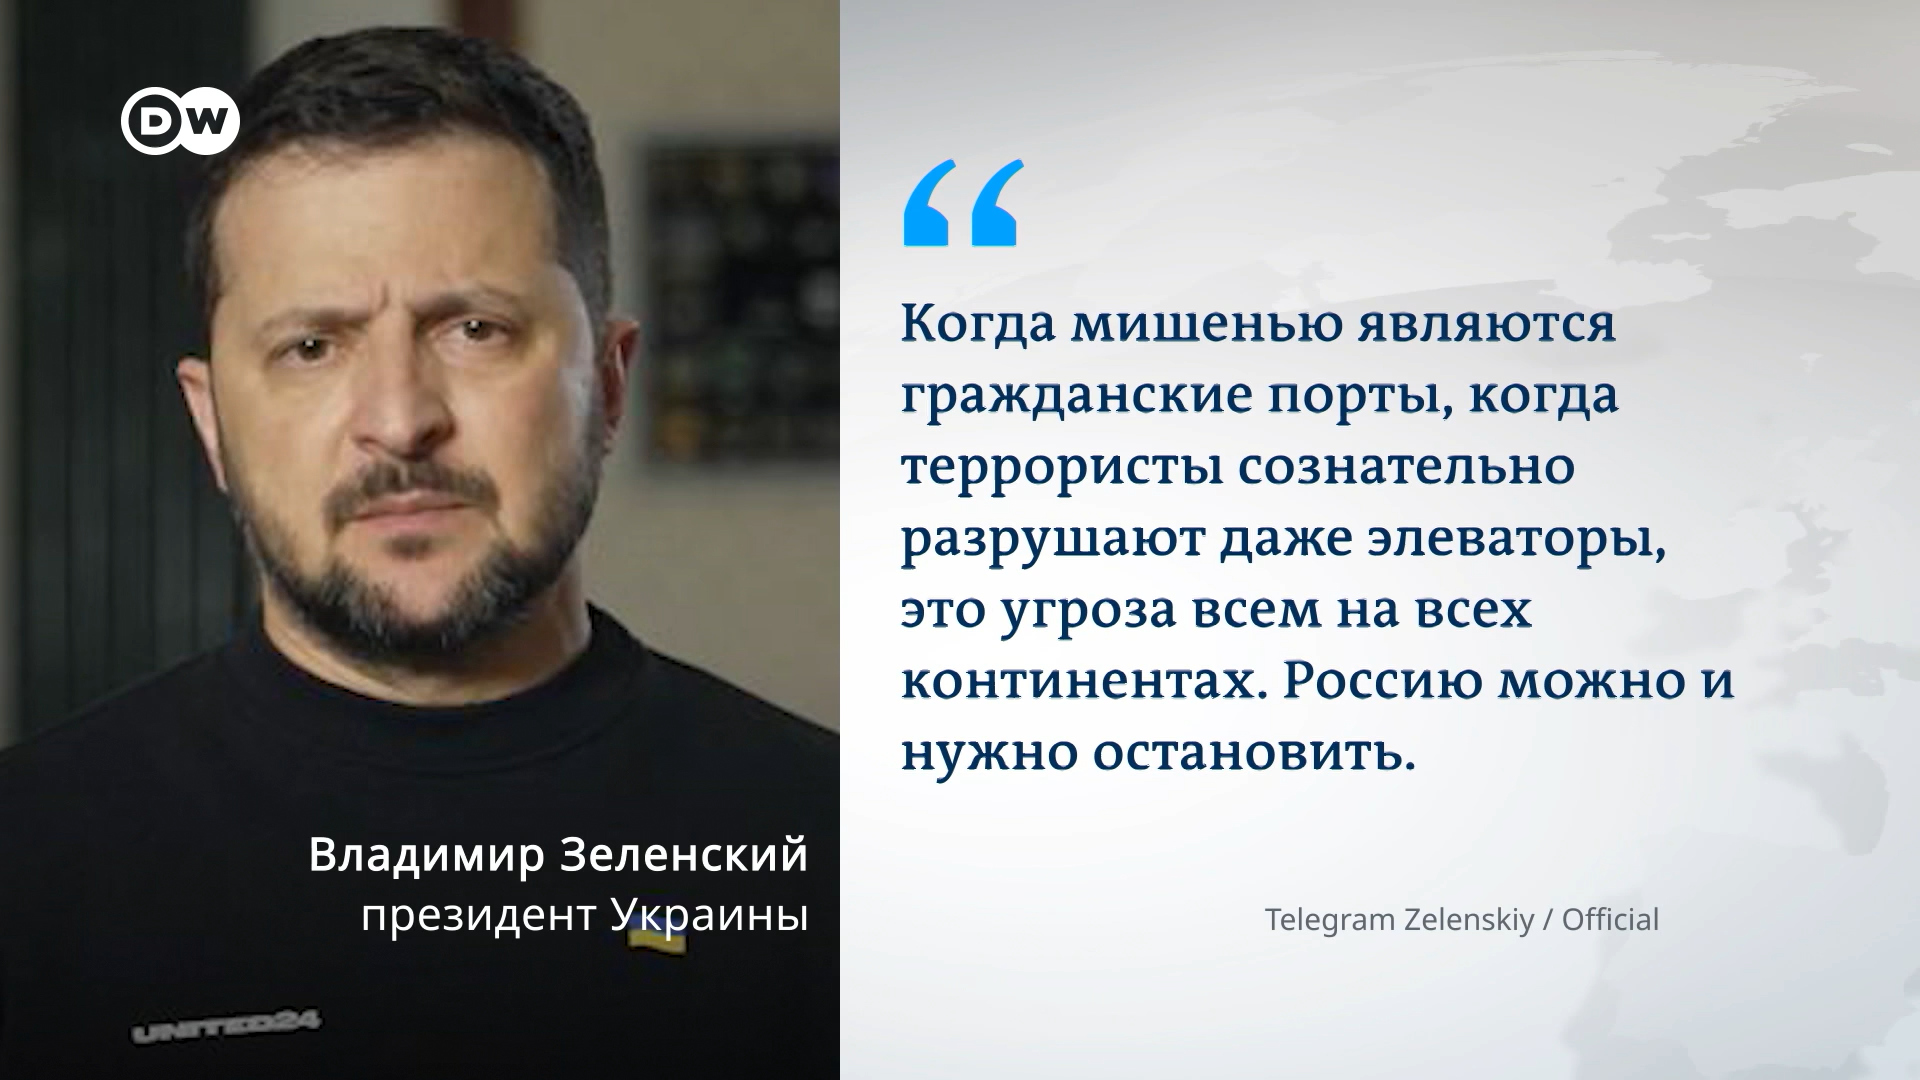 DW
Когда мишенью являются
гражданские порты, когда
террористы сознательно
разрушают даже элеваторы,
это угроза всем на всех
континентах. Россию можно и
нужно остановить.
Владимир Зеленский
президент Украины
Telegram Zelenskiy / Official
UNITED24